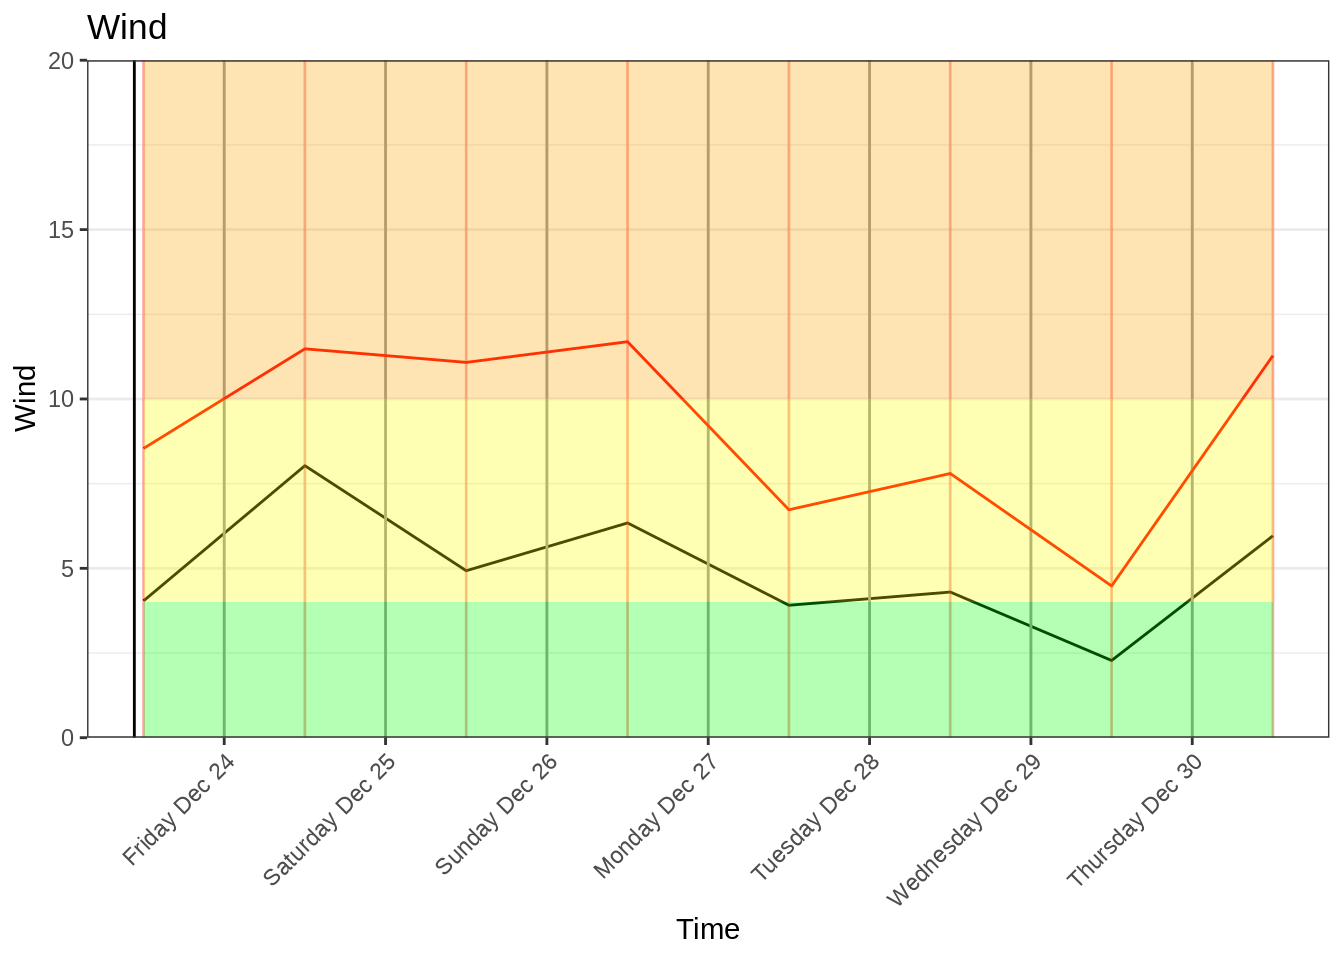 Wind
20
15
10
5
0
Wind
Friday Dec 24
Saturday Dec 25
Sunday Dec 26
Monday Dec 27
Tuesday Dec 28
Wednesday Dec 29
Thursday Dec 30
Time